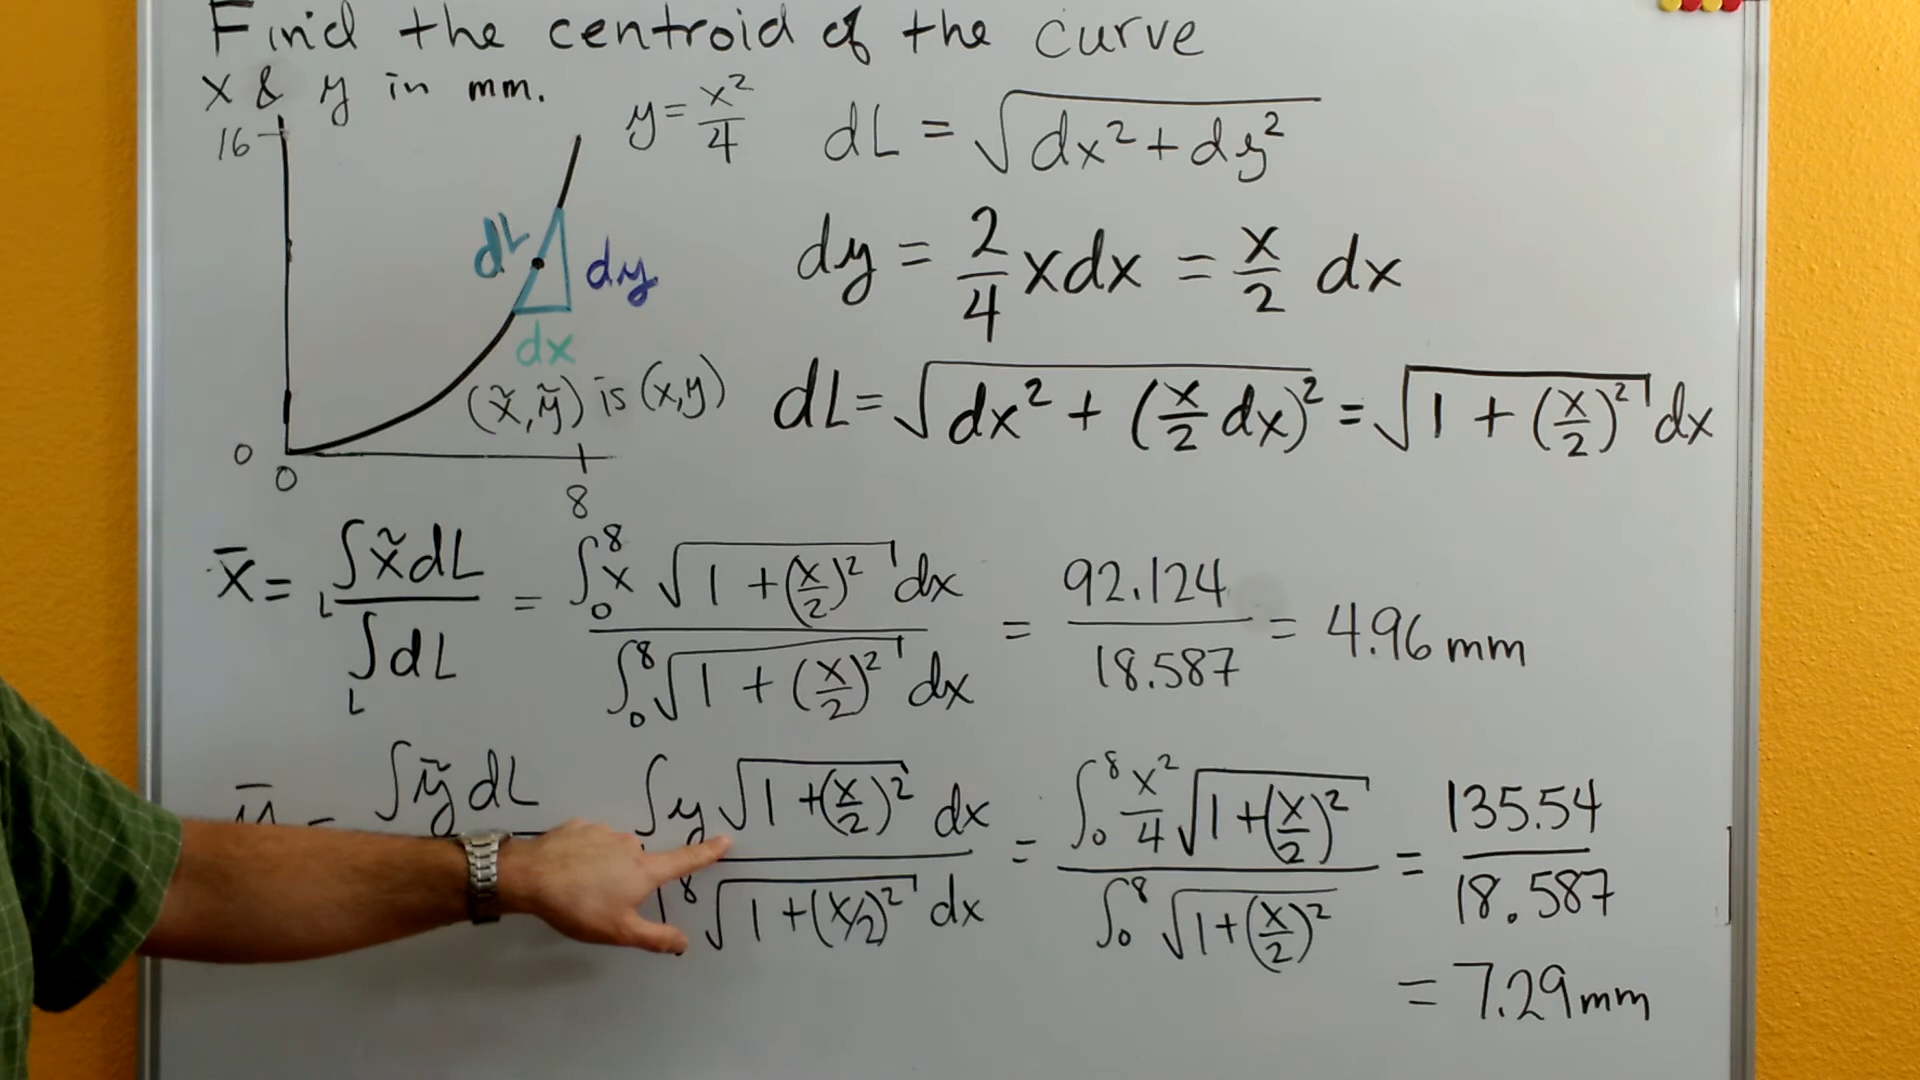 Find the centroid of the curve
x & y in mm.
y = x²/4
dL = √(dx² + dy²)
16
dL
dy
dx
(x̃, ỹ) is (x, y)
0
0
8
dy = 2/4 x dx = x/2 dx
dL = √(dx² + (x/2 dx)²) = √(1 + (x/2)²) dx
x̄ = ∫_L x̃ dL / ∫_L dL = ∫₀⁸ x √(1 + (x/2)²) dx / ∫₀⁸ √(1 + (x/2)²) dx = 92.124 / 18.587 = 4.96 mm
ȳ = ∫ ỹ dL ∫ y √(1 + (x/2)²) dx / ⁸ √(1 + (x/2)²) dx = ∫₀⁸ x²/4 √(1 + (x/2)²) / ∫₀⁸ √(1 + (x/2)²) = 135.54 / 18.587
= 7.29 mm